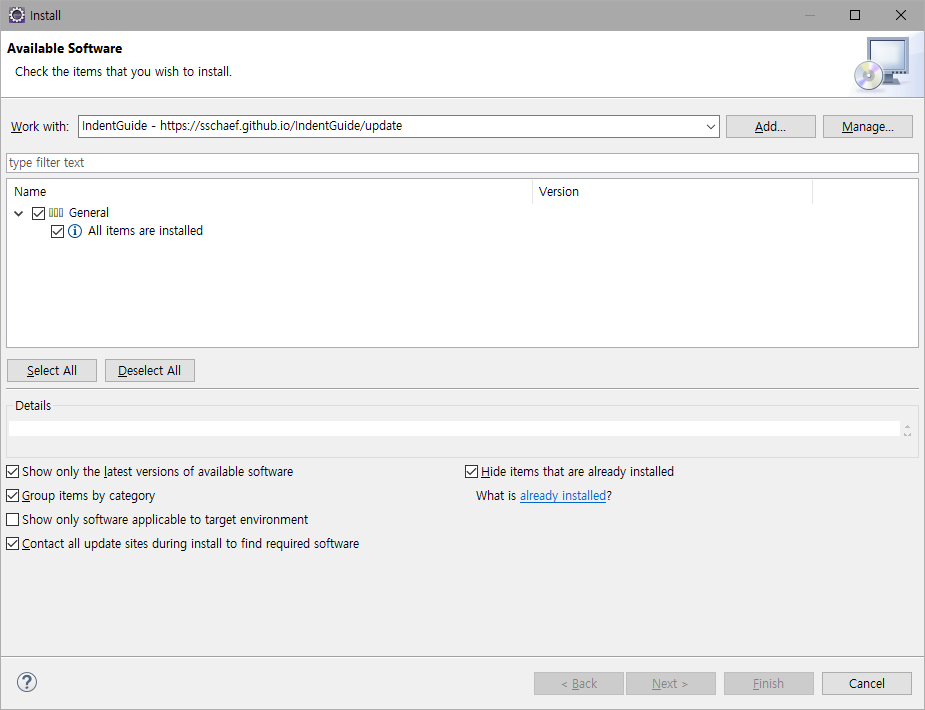 Install
Available Software
Check the items that you wish to install.
Work with: IndentGuide - https://sschaef.github.io/IndentGuide/update Add... Manage...
type filter text
Name Version
General
All items are installed
Select All Deselect All
Details
Show only the latest versions of available software Hide items that are already installed
Group items by category What is already installed?
Show only software applicable to target environment
Contact all update sites during install to find required software
? < Back Next > Finish Cancel